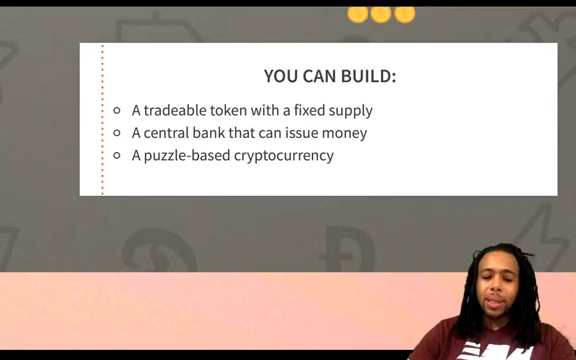 YOU CAN BUILD:
A tradeable token with a fixed supply
A central bank that can issue money
A puzzle-based cryptocurrency